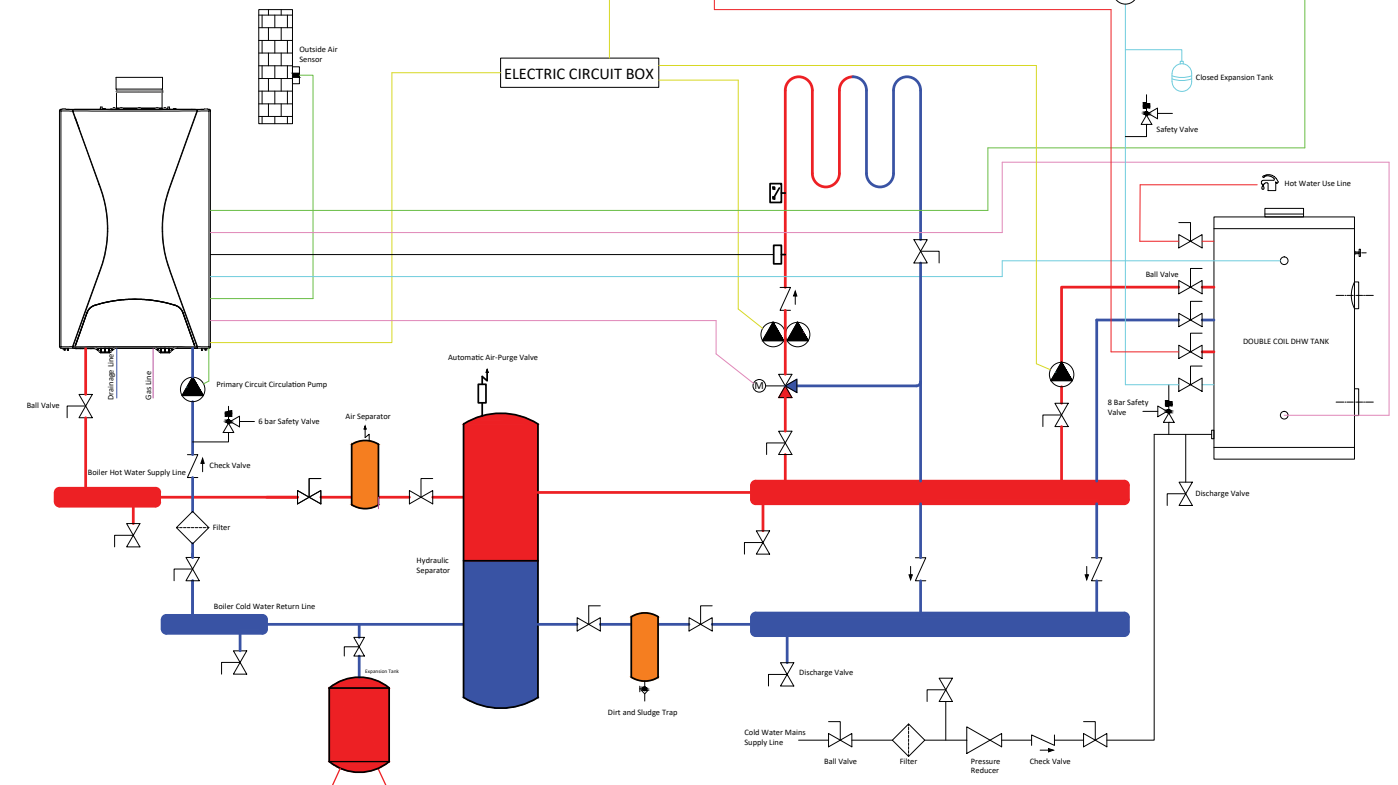 Outside Air
Sensor
ELECTRIC CIRCUIT BOX
Closed Expansion Tank
Safety Valve
Hot Water Use Line
Ball Valve
DOUBLE COIL DHW TANK
Automatic Air-Purge Valve
Drainage Line
Gas Line
Primary Circuit Circulation Pump
M
Ball Valve
6 bar Safety Valve
Air Separator
8 Bar Safety
Valve
Check Valve
Boiler Hot Water Supply Line
Discharge Valve
Filter
Hydraulic
Separator
Boiler Cold Water Return Line
Expansion Tank
Discharge Valve
Dirt and Sludge Trap
Cold Water Mains
Supply Line
Ball Valve
Filter
Pressure
Reducer
Check Valve